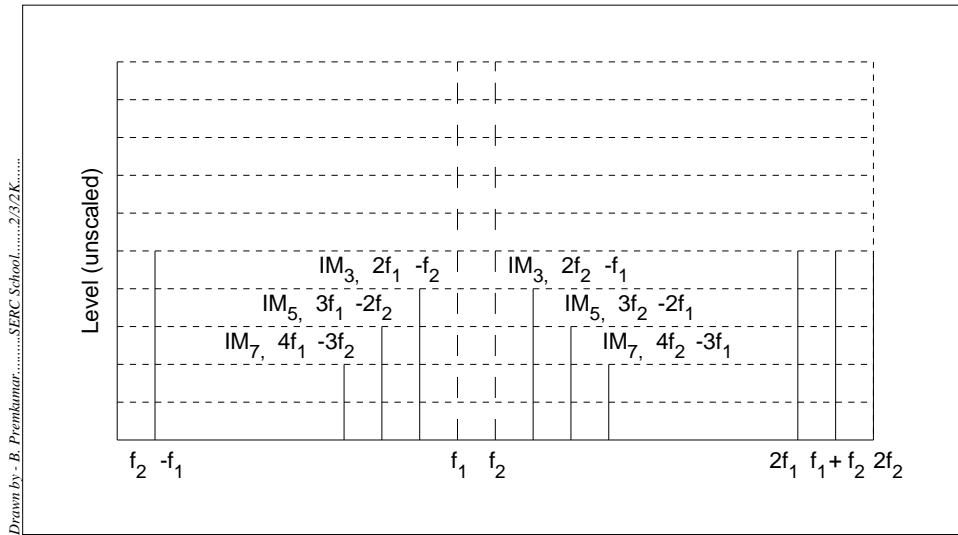 Drawn by - B. Premkumar..............SERC School.........2/3/2K.......
Level (unscaled)
IM3, 2f1 -f2
IM3, 2f2 -f1
IM5, 3f1 -2f2
IM5, 3f2 -2f1
IM7, 4f1 -3f2
IM7, 4f2 -3f1
f2 -f1
f1
f2
2f1
f1+ f2
2f2